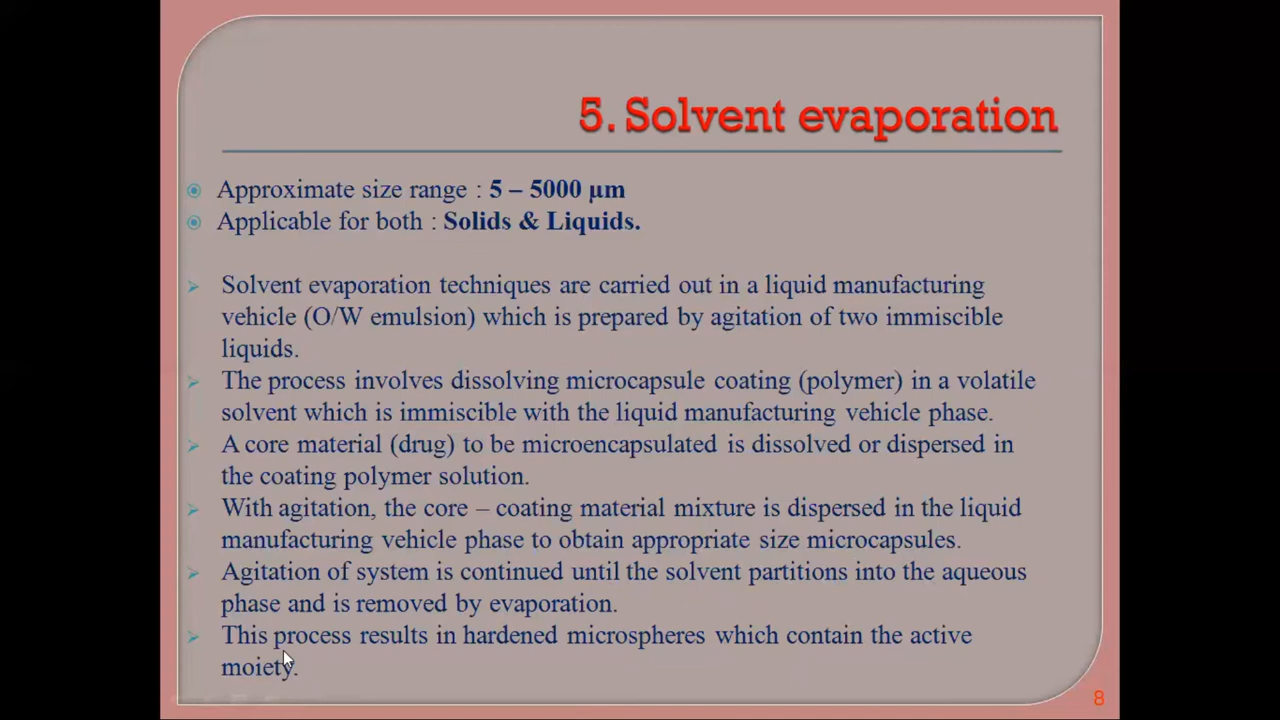 5. Solvent evaporation
Approximate size range : 5 – 5000 μm
Applicable for both : Solids & Liquids.
Solvent evaporation techniques are carried out in a liquid manufacturing
vehicle (O/W emulsion) which is prepared by agitation of two immiscible
liquids.
The process involves dissolving microcapsule coating (polymer) in a volatile
solvent which is immiscible with the liquid manufacturing vehicle phase.
A core material (drug) to be microencapsulated is dissolved or dispersed in
the coating polymer solution.
With agitation, the core – coating material mixture is dispersed in the liquid
manufacturing vehicle phase to obtain appropriate size microcapsules.
Agitation of system is continued until the solvent partitions into the aqueous
phase and is removed by evaporation.
This process results in hardened microspheres which contain the active
moiety.
8